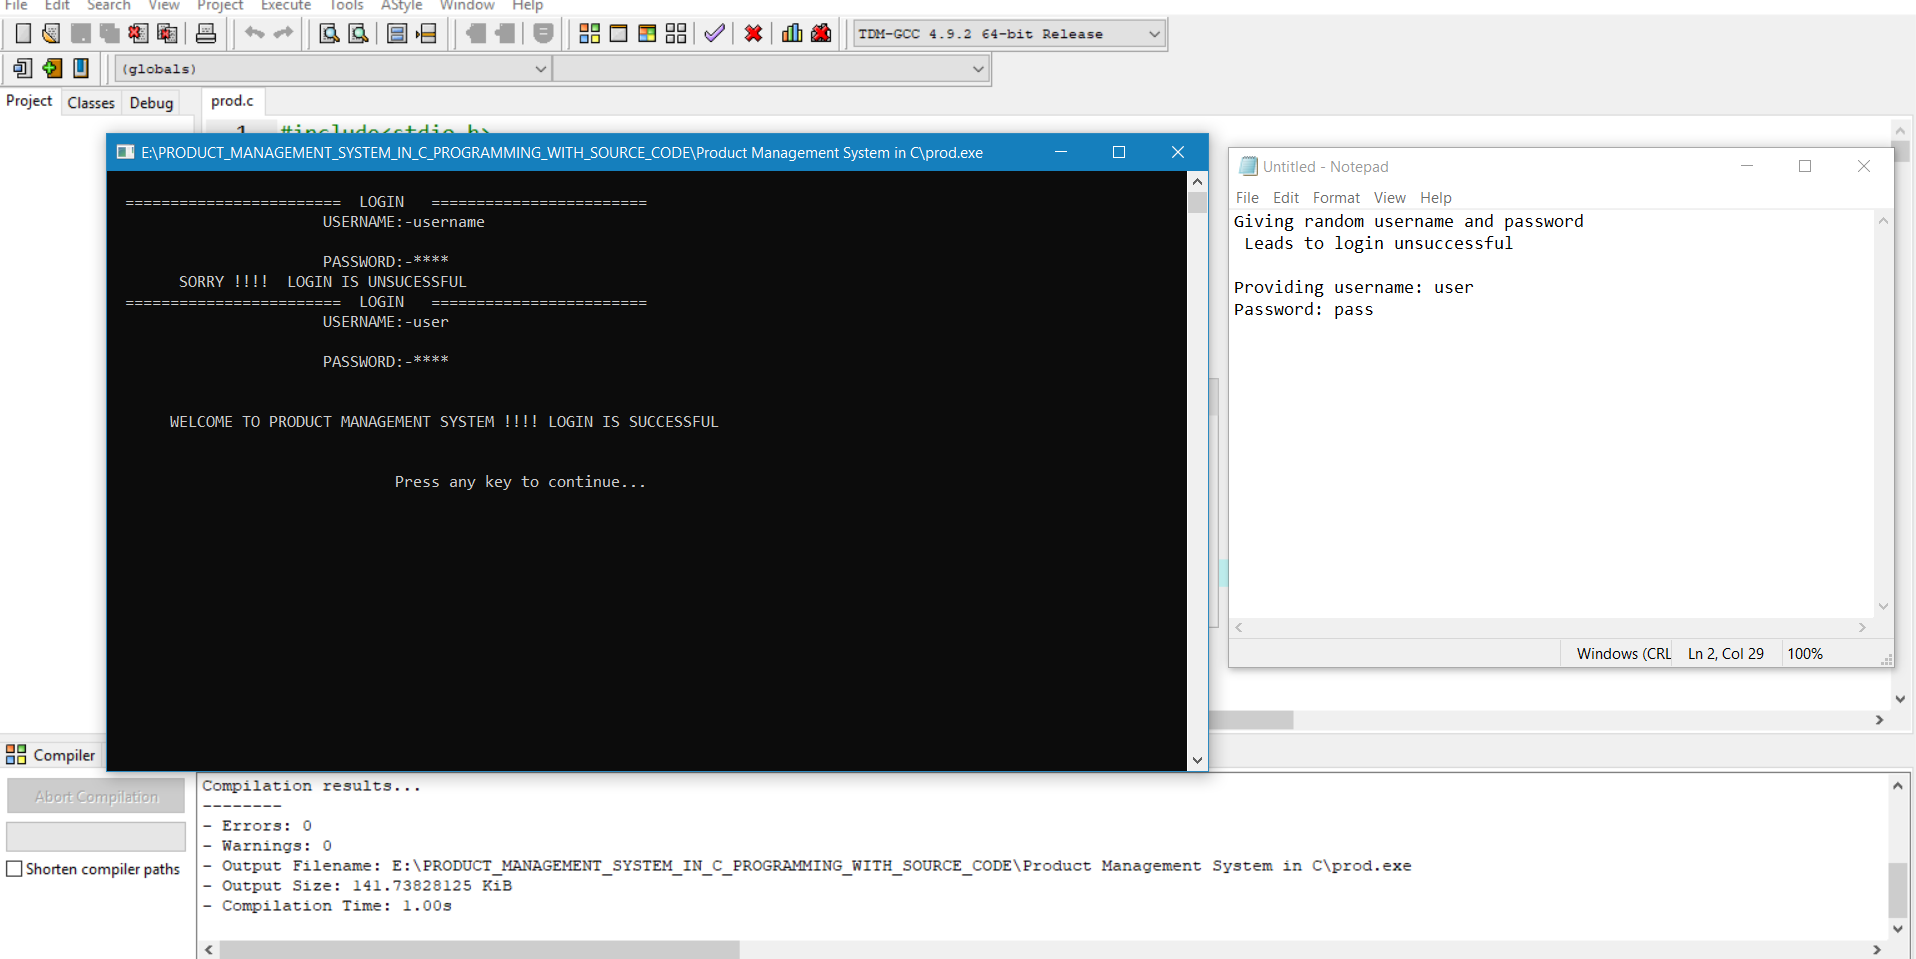 File Edit Search View Project Execute Tools AStyle Window Help
TDM-GCC 4.9.2 64-bit Release
(globals)
Project Classes Debug prod.c
1 #include<stdio.h>
E:\PRODUCT_MANAGEMENT_SYSTEM_IN_C_PROGRAMMING_WITH_SOURCE_CODE\Product Management System in C\prod.exe
======================== LOGIN ========================
USERNAME:-username
PASSWORD:-****
SORRY !!!! LOGIN IS UNSUCESSFUL
======================== LOGIN ========================
USERNAME:-user
PASSWORD:-****
WELCOME TO PRODUCT MANAGEMENT SYSTEM !!!! LOGIN IS SUCCESSFUL
Press any key to continue...
Untitled - Notepad
File Edit Format View Help
Giving random username and password
Leads to login unsuccessful
Providing username: user
Password: pass
Windows (CRL Ln 2, Col 29 100%
Compiler
Abort Compilation
Shorten compiler paths
Compilation results...
--------
- Errors: 0
- Warnings: 0
- Output Filename: E:\PRODUCT_MANAGEMENT_SYSTEM_IN_C_PROGRAMMING_WITH_SOURCE_CODE\Product Management System in C\prod.exe
- Output Size: 141.73828125 KiB
- Compilation Time: 1.00s